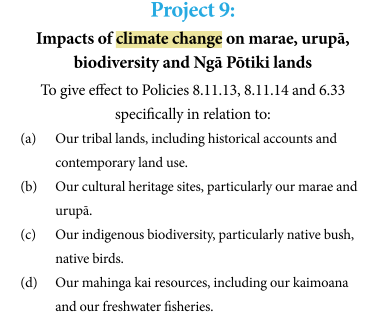 Project 9:
Impacts of climate change on marae, urupā,
biodiversity and Ngā Pōtiki lands
To give effect to Policies 8.11.13, 8.11.14 and 6.33
specifically in relation to:
(a) Our tribal lands, including historical accounts and
contemporary land use.
(b) Our cultural heritage sites, particularly our marae and
urupā.
(c) Our indigenous biodiversity, particularly native bush,
native birds.
(d) Our mahinga kai resources, including our kaimoana
and our freshwater fisheries.